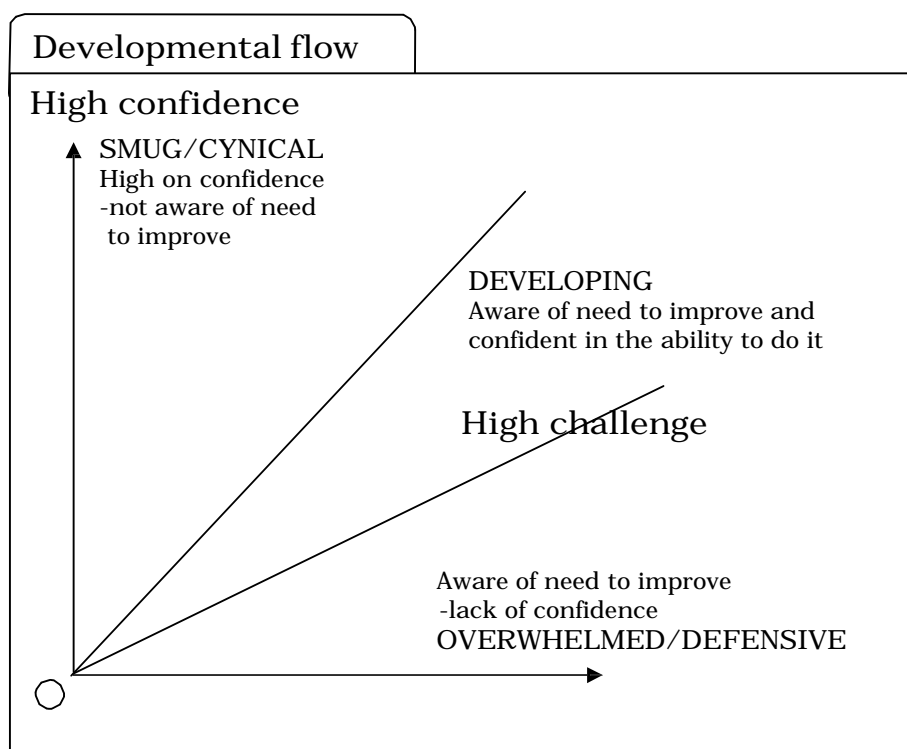 Developmental flow
High confidence
SMUG/CYNICAL
High on confidence
-not aware of need
to improve
DEVELOPING
Aware of need to improve and
confident in the ability to do it
High challenge
Aware of need to improve
-lack of confidence
OVERWHELMED/DEFENSIVE